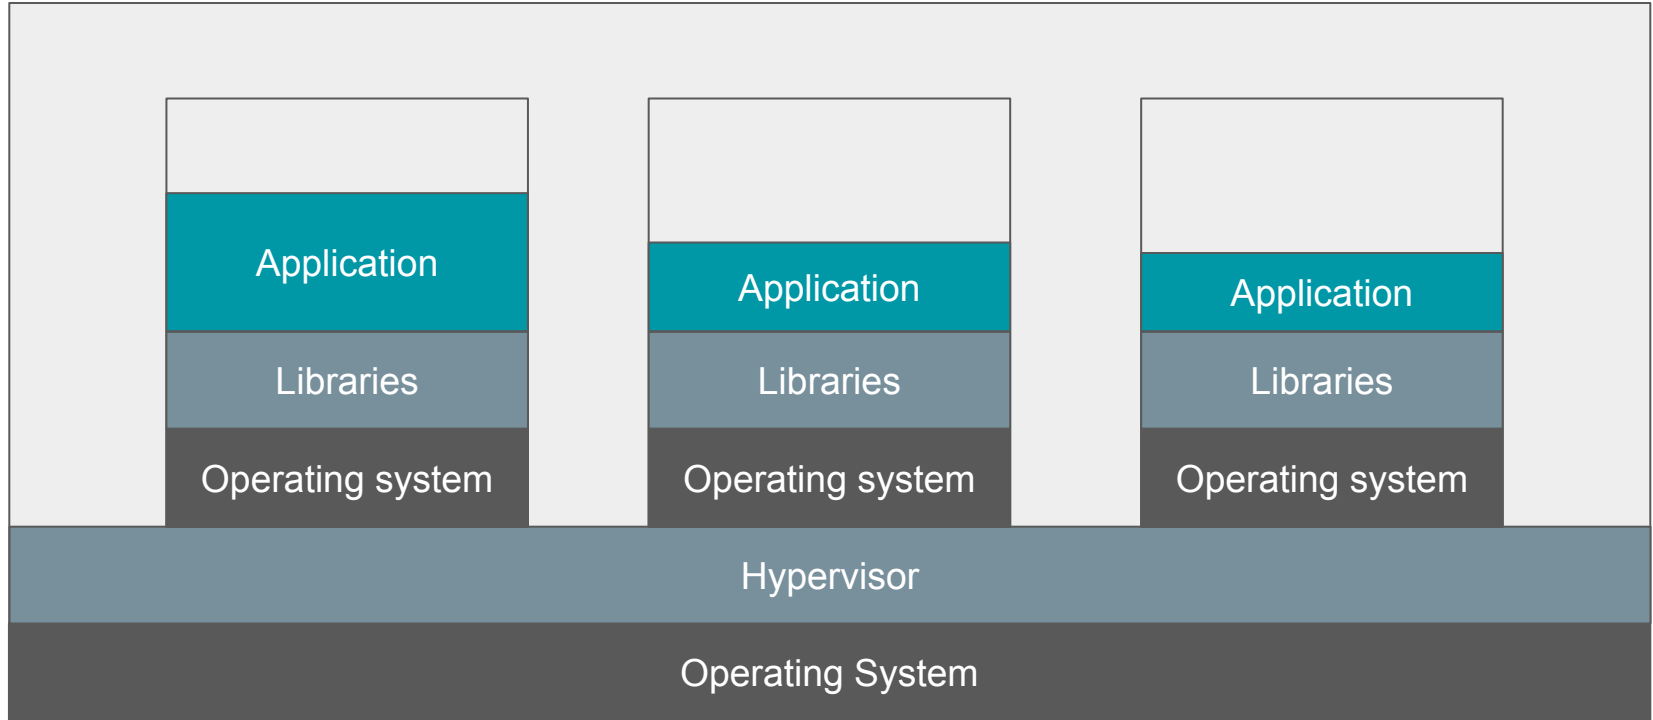 Application
Application
Application
Libraries
Libraries
Libraries
Operating system
Operating system
Operating system
Hypervisor
Operating System